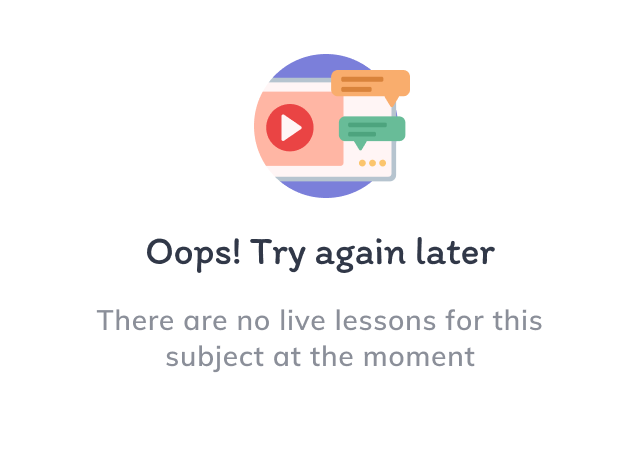 Oops! Try again later
There are no live lessons for this
subject at the moment